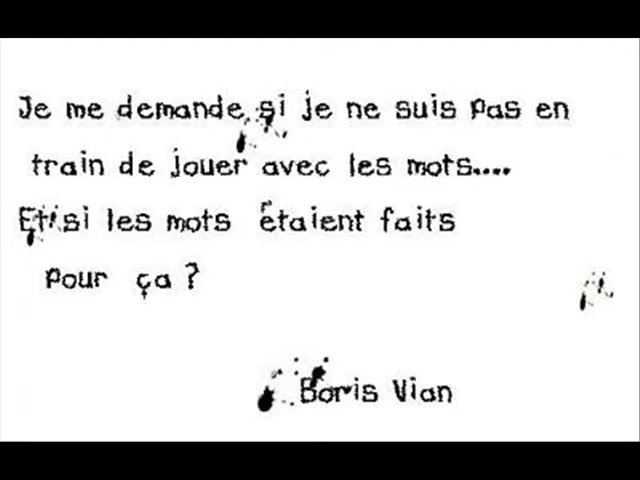 Je me demande si je ne suis pas en
train de jouer avec les mots....
Et si les mots étaient faits
pour ça ?
Boris Vian